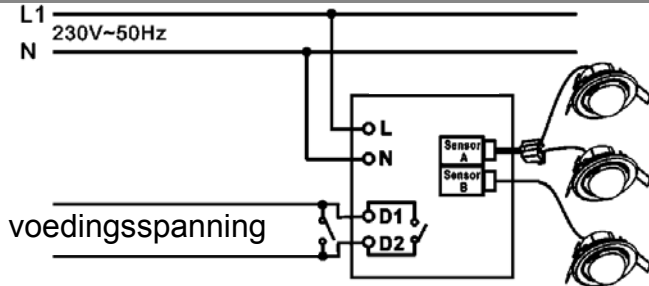 L1
230V~50Hz
N
L
N
Sensor
A
Sensor
B
D1
D2
voedingsspanning